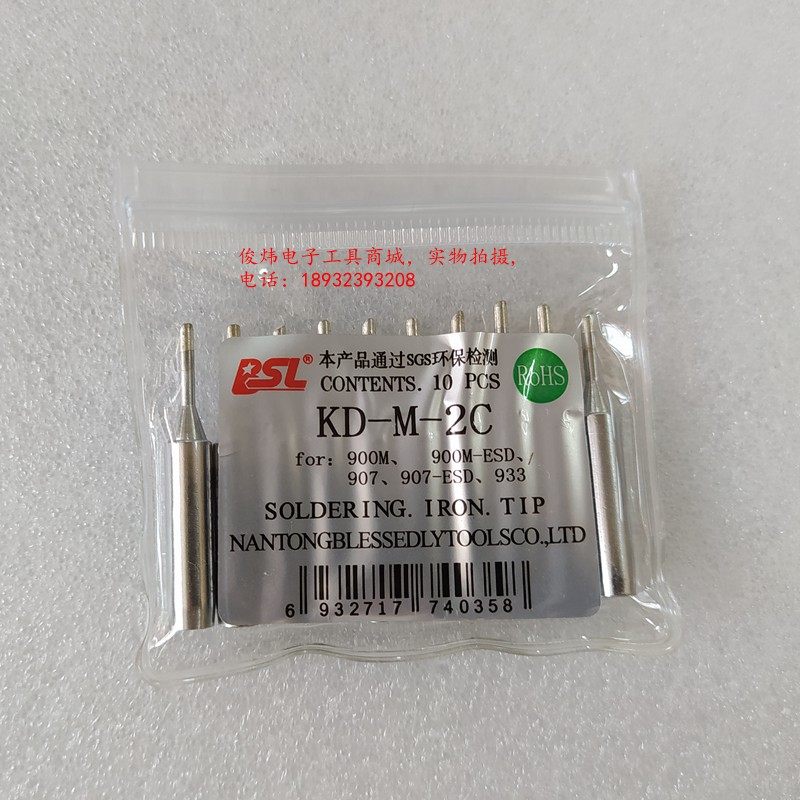 俊炜电子工具商城，实物拍摄，
电话：18932393208
BSL® 本产品通过SGS环保检测
CONTENTS. 10 PCS RoHS
KD-M-2C
for: 900M、 900M-ESD、/
907、907-ESD、933
SOLDERING. IRON. TIP
NANTONGBLESSEDLYTOOLSCO.,LTD
6 932717 740358